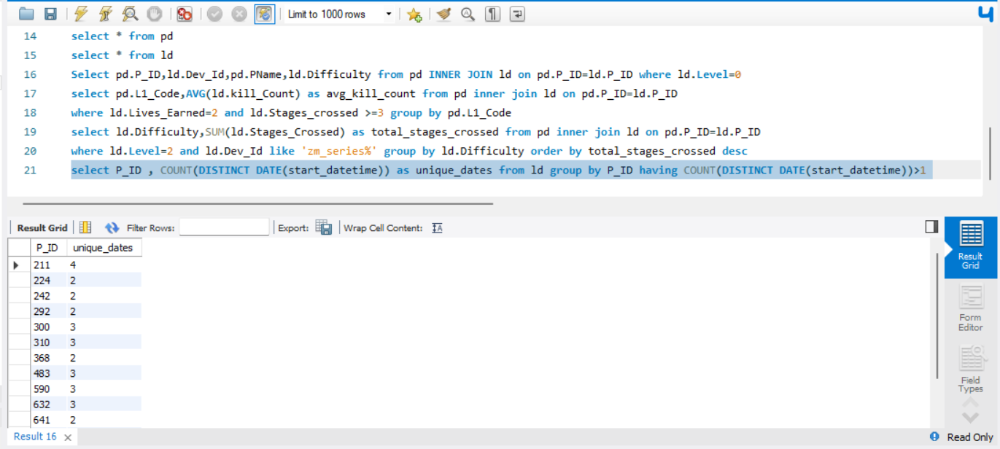 Limit to 1000 rows
14 select * from pd
15 select * from ld
16 Select pd.P_ID,ld.Dev_Id,pd.PName,ld.Difficulty from pd INNER JOIN ld on pd.P_ID=ld.P_ID where ld.Level=0
17 select pd.L1_Code,AVG(ld.kill_Count) as avg_kill_count from pd inner join ld on pd.P_ID=ld.P_ID
18 where ld.Lives_Earned=2 and ld.Stages_crossed >=3 group by pd.L1_Code
19 select ld.Difficulty,SUM(ld.Stages_Crossed) as total_stages_crossed from pd inner join ld on pd.P_ID=ld.P_ID
20 where ld.Level=2 and ld.Dev_Id like 'zm_series%' group by ld.Difficulty order by total_stages_crossed desc
21 select P_ID , COUNT(DISTINCT DATE(start_datetime)) as unique_dates from ld group by P_ID having COUNT(DISTINCT DATE(start_datetime))>1
Result Grid Filter Rows: Export: Wrap Cell Content:
P_ID unique_dates
211 4
224 2
242 2
292 2
300 3
310 3
368 2
483 3
590 3
632 3
641 2
Result
Grid
Form
Editor
Field
Types
Result 16 Read Only